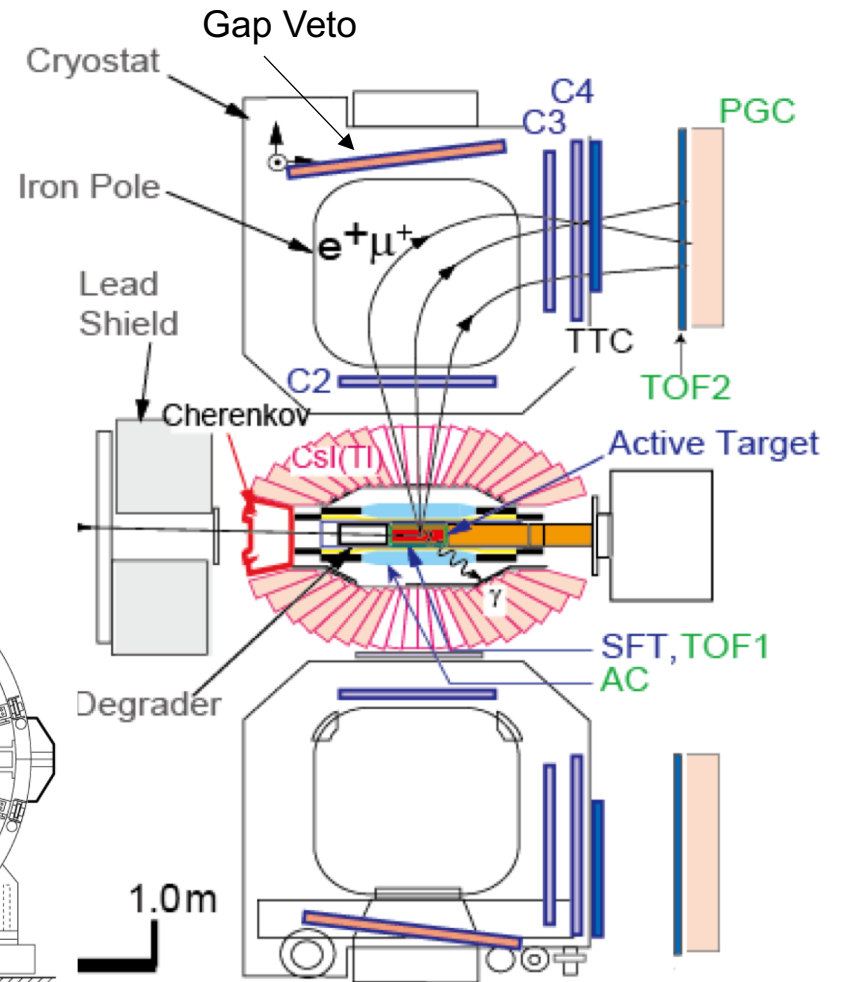 Gap Veto
Cryostat
C4
C3
PGC
Iron Pole
e+ μ+
Lead
Shield
TTC
C2
TOF2
Cherenkov
CsI(Tl)
Active Target
γ
SFT, TOF1
AC
Degrader
1.0m